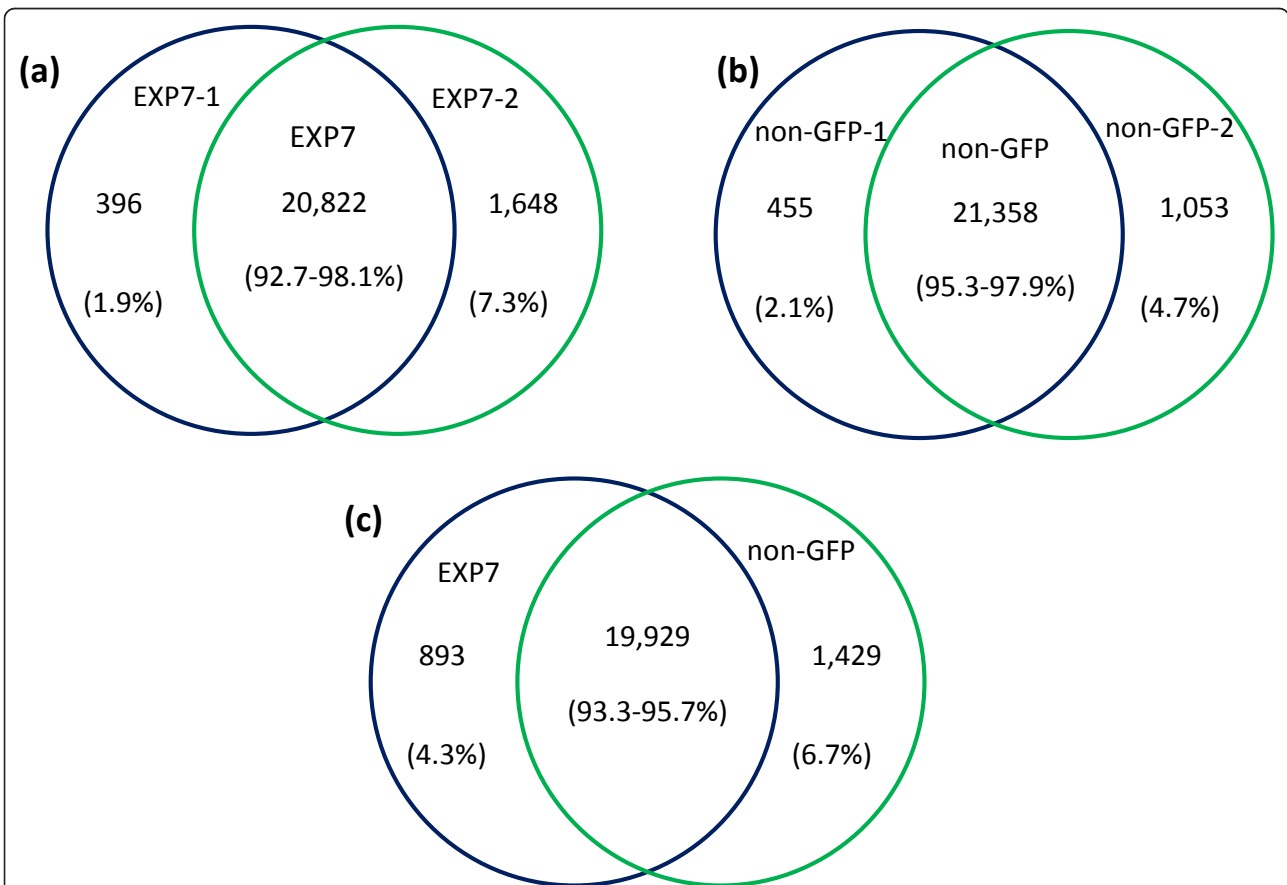 (a)
EXP7-1
EXP7
EXP7-2
396
20,822
1,648
(1.9%)
(92.7-98.1%)
(7.3%)
(b)
non-GFP-1
non-GFP
non-GFP-2
455
21,358
1,053
(2.1%)
(95.3-97.9%)
(4.7%)
(c)
EXP7
non-GFP
893
19,929
1,429
(4.3%)
(93.3-95.7%)
(6.7%)